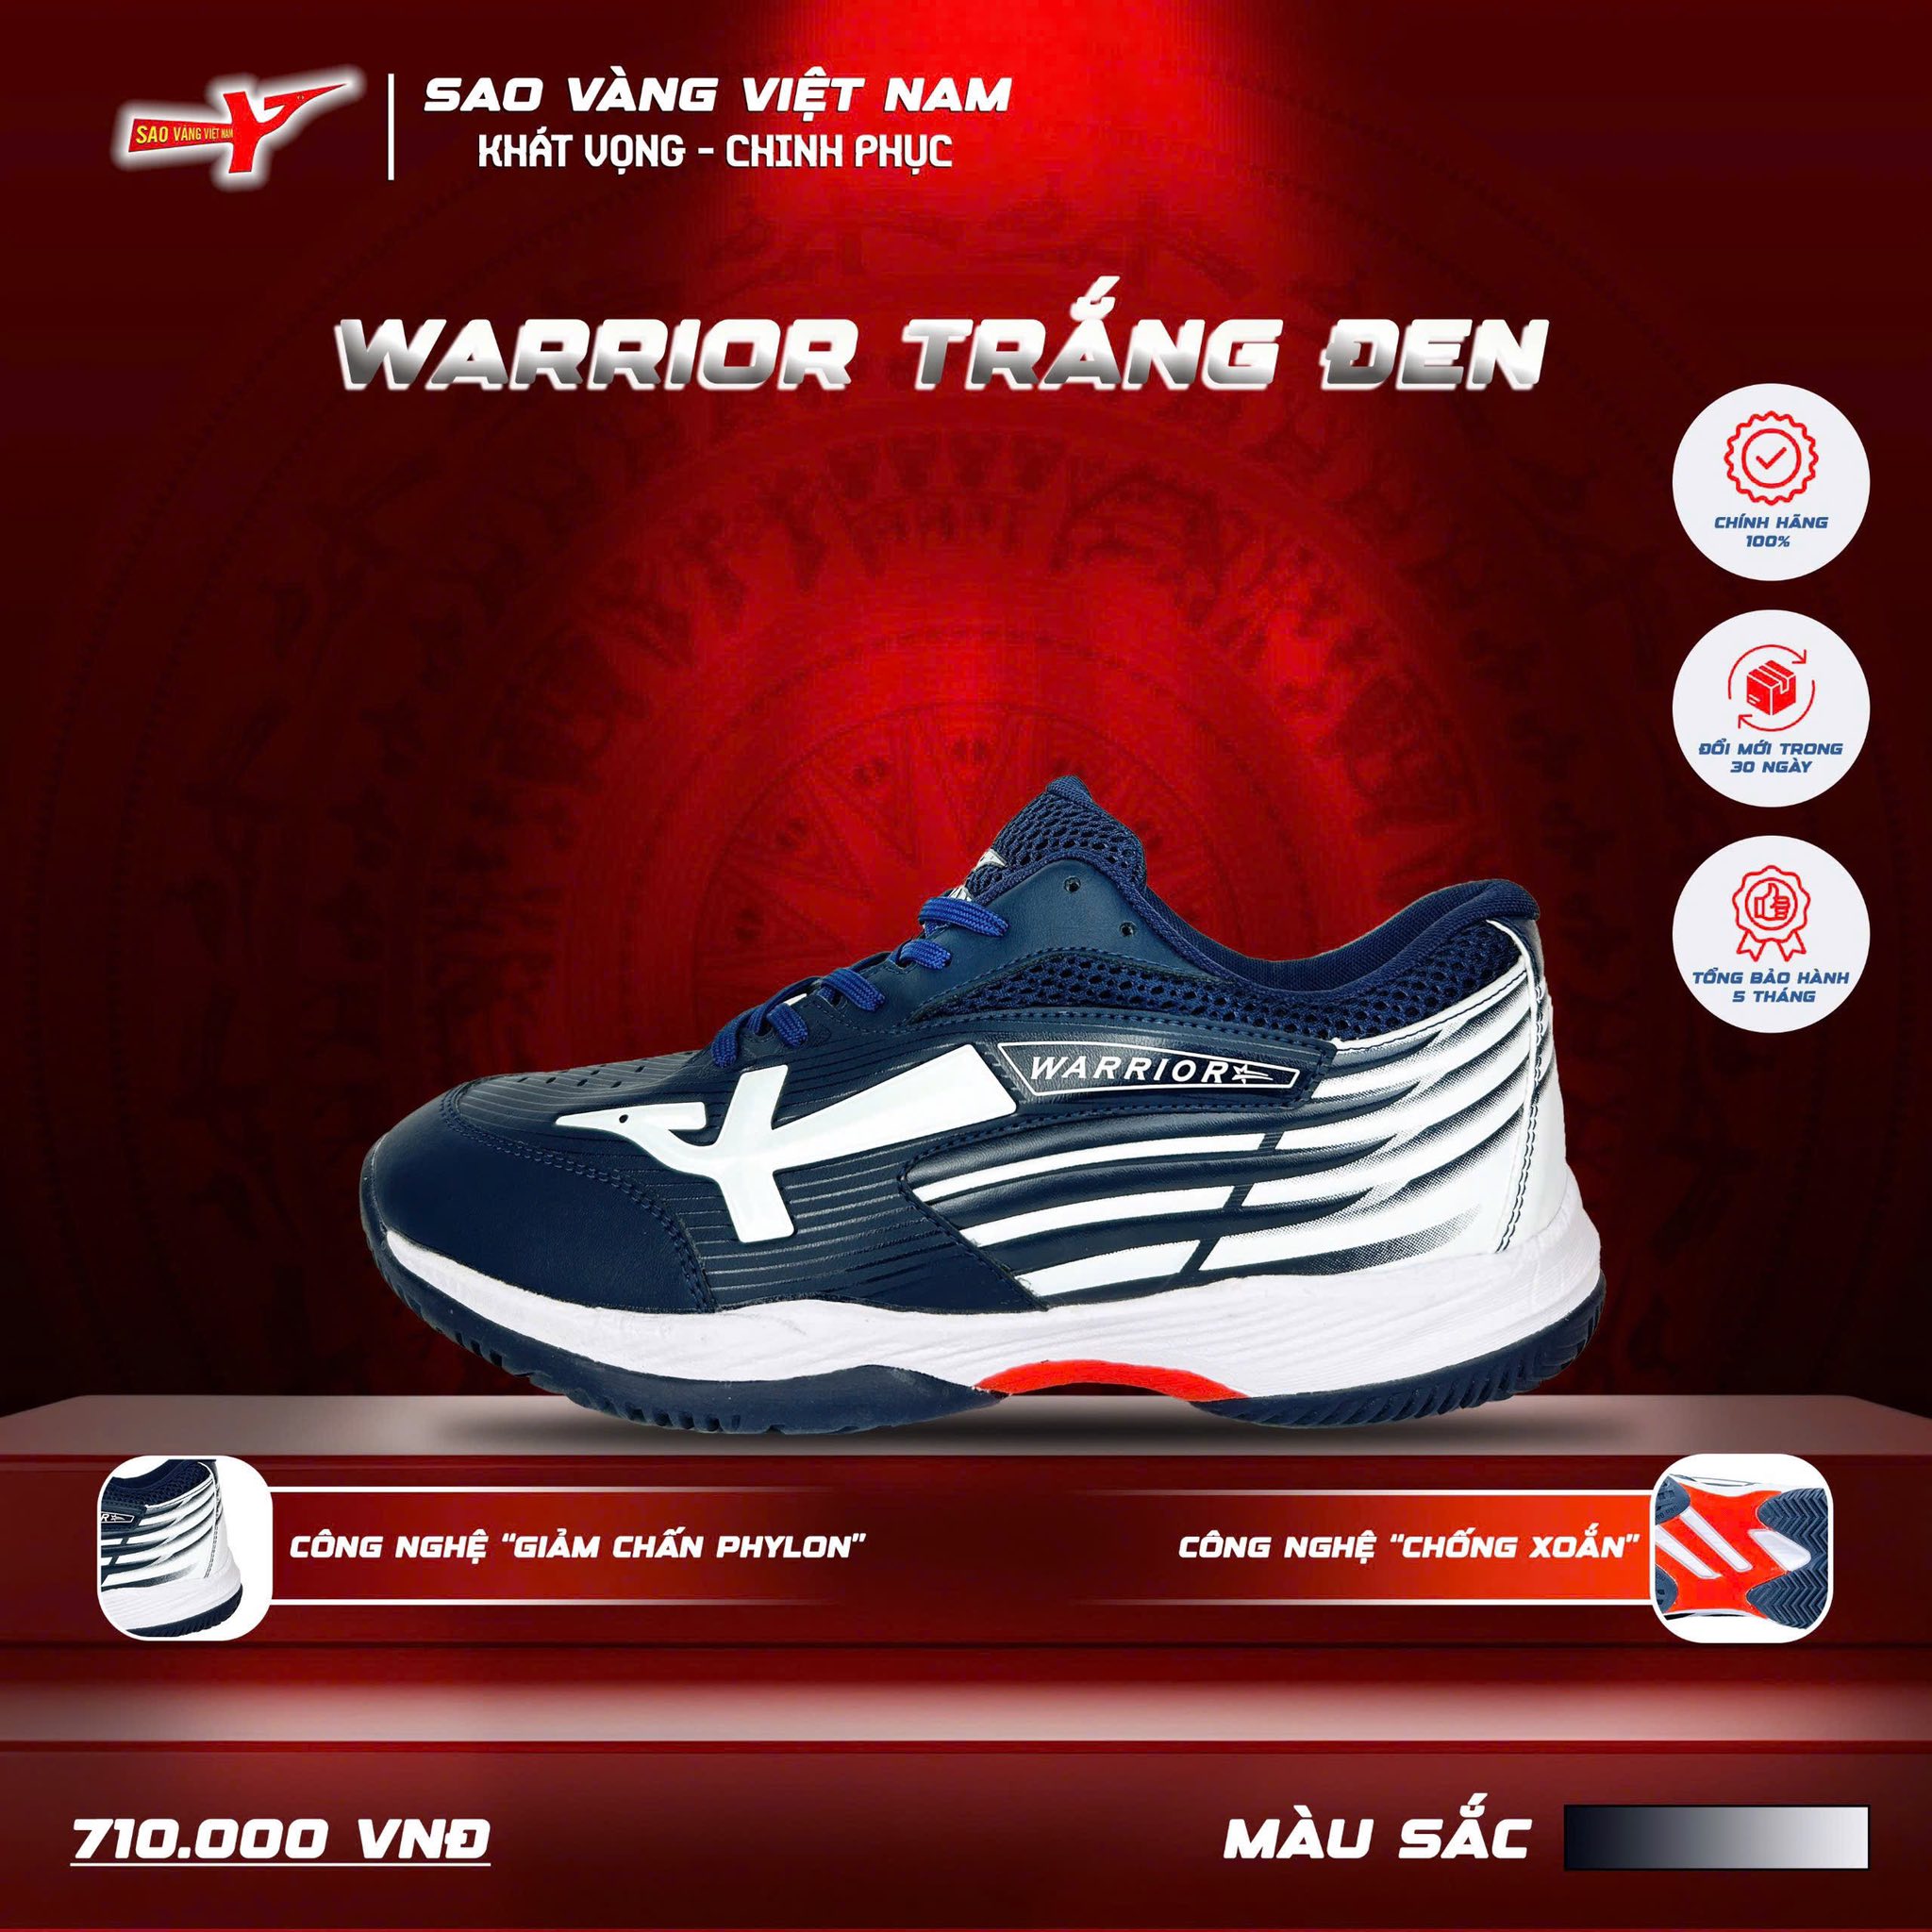 SAO VÀNG VIỆT NAM
SAO VÀNG VIỆT NAM
KHÁT VỌNG - CHINH PHỤC
WARRIOR TRẮNG ĐEN
CHÍNH HÃNG
100%
ĐỔI MỚI TRONG
30 NGÀY
TỔNG BẢO HÀNH
5 THÁNG
WARRIOR
CÔNG NGHỆ “GIẢM CHẤN PHYLON”
CÔNG NGHỆ “CHỐNG XOẮN”
710.000 VNĐ
MÀU SẮC